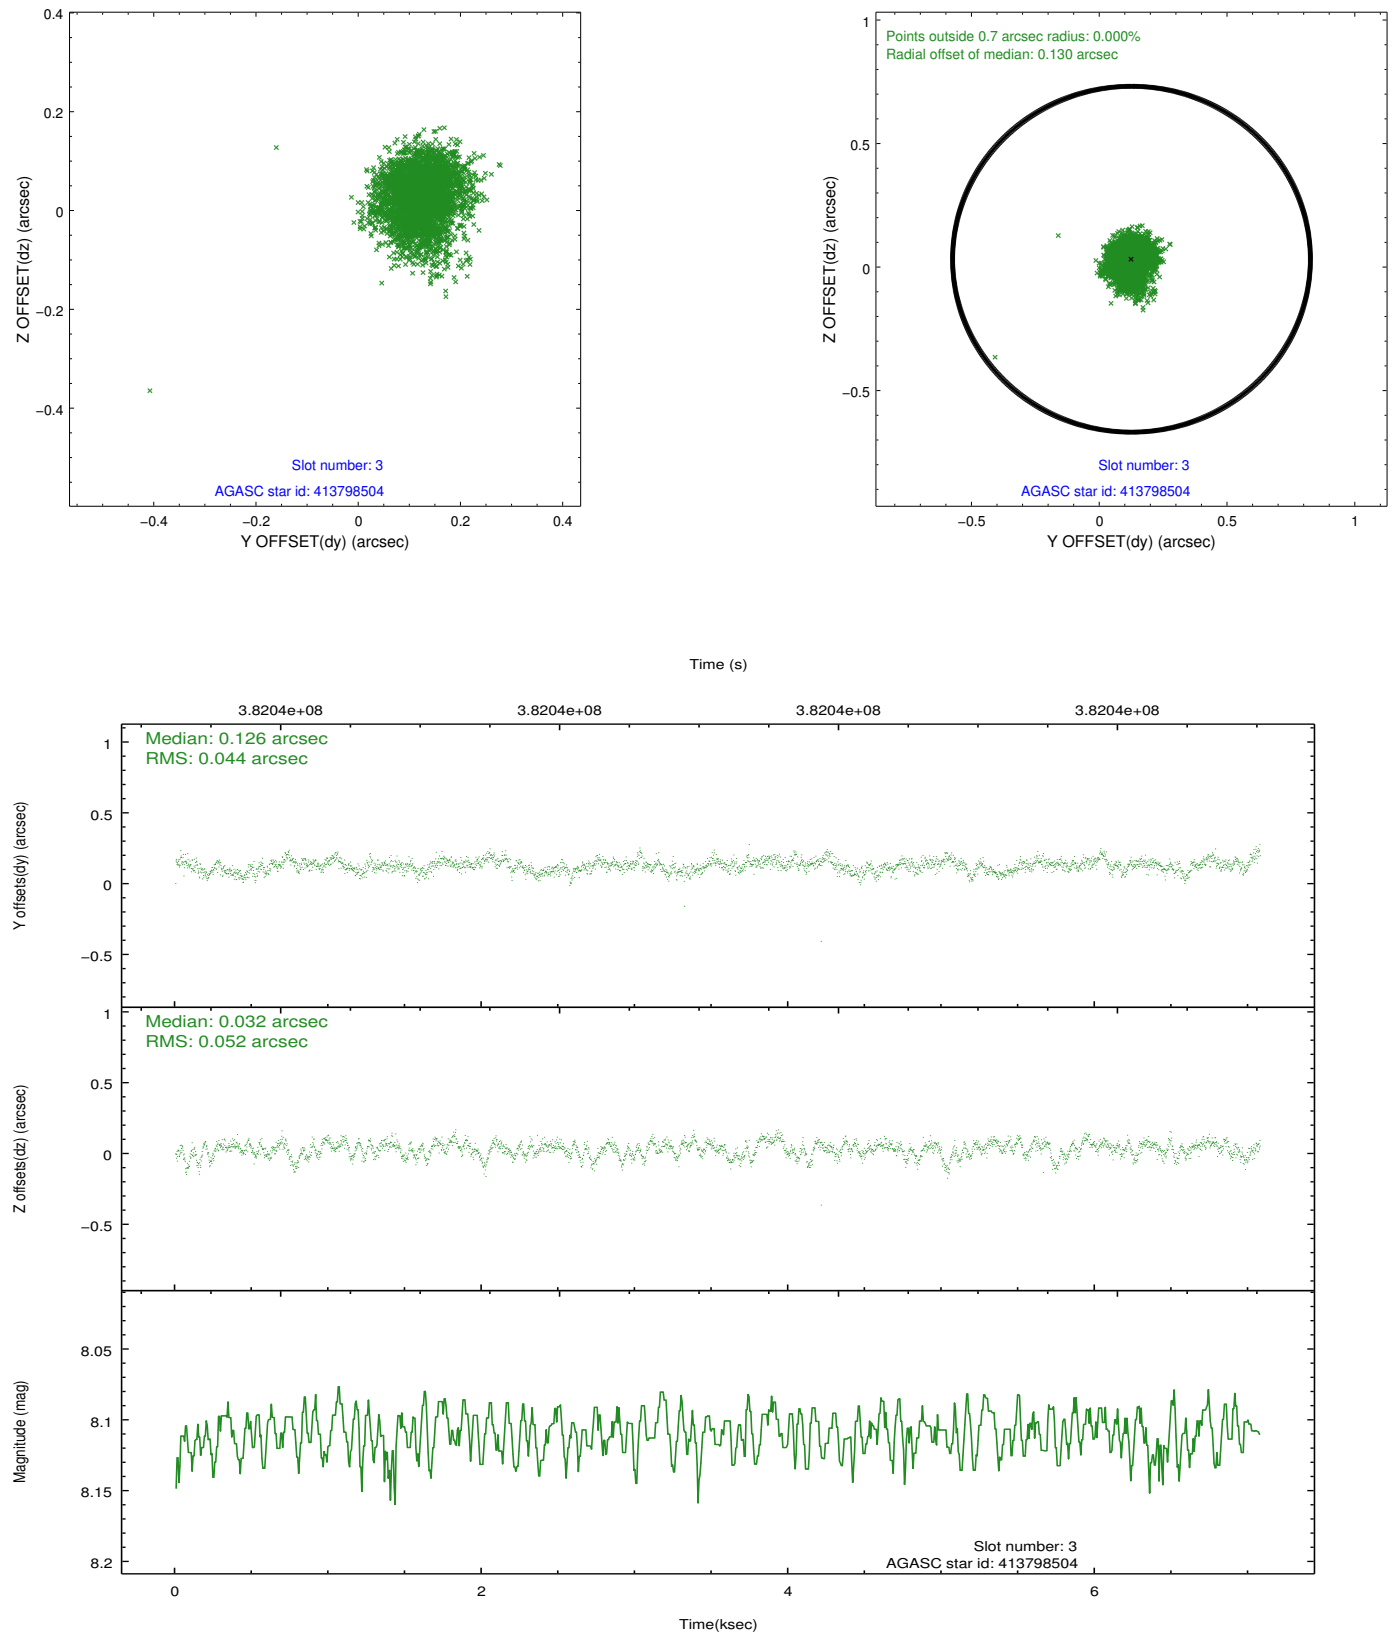 0.4
0.2
0
−0.2
−0.4
Z OFFSET(dz) (arcsec)
Slot number: 3
AGASC star id: 413798504
−0.4
−0.2
0
0.2
0.4
Y OFFSET(dy) (arcsec)
Points outside 0.7 arcsec radius: 0.000%
Radial offset of median: 0.130 arcsec
1
0.5
0
−0.5
Z OFFSET(dz) (arcsec)
Slot number: 3
AGASC star id: 413798504
−0.5
0
0.5
1
Y OFFSET(dy) (arcsec)
Time (s)
3.8204e+08
3.8204e+08
3.8204e+08
3.8204e+08
Median: 0.126 arcsec
RMS: 0.044 arcsec
1
0.5
0
−0.5
Y offsets(dy) (arcsec)
Median: 0.032 arcsec
RMS: 0.052 arcsec
1
0.5
0
−0.5
Z offsets(dz) (arcsec)
8.05
8.1
8.15
8.2
Magnitude (mag)
Slot number: 3
AGASC star id: 413798504
0
2
4
6
Time(ksec)